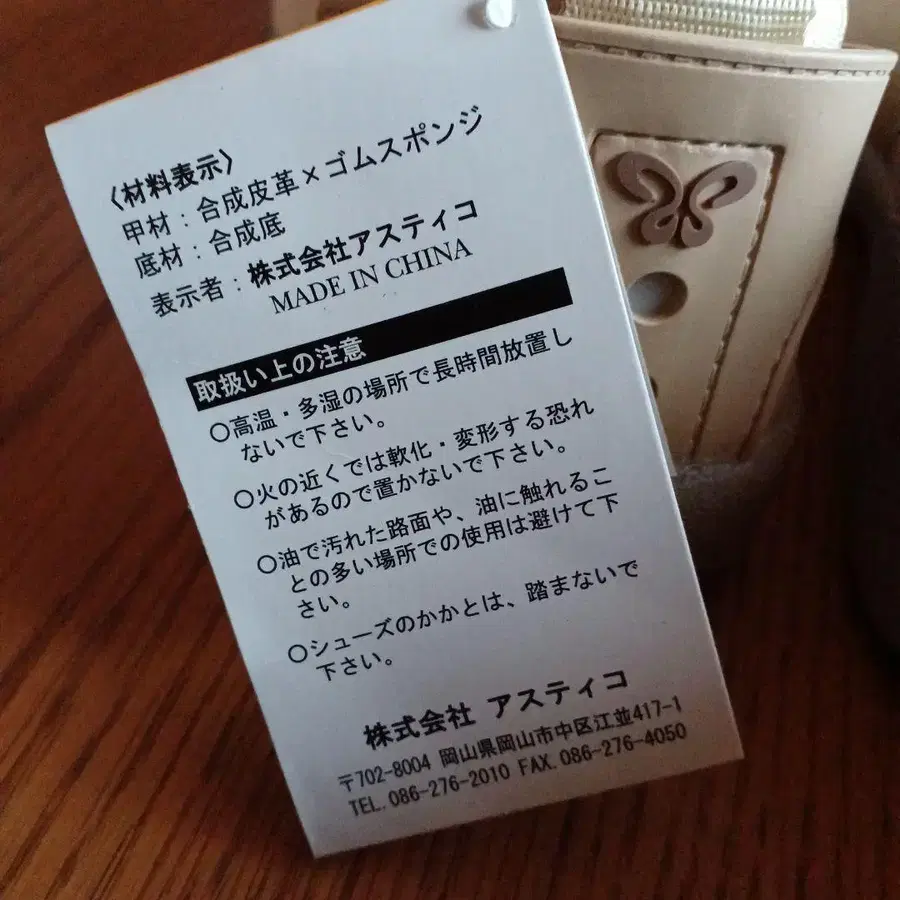 〈材料表示〉
甲材：合成皮革×ゴムスポンジ
底材：合成底
表示者：株式会社アスティコ
MADE IN CHINA
取扱い上の注意
○高温・多湿の場所で長時間放置し
ないで下さい。
○火の近くでは軟化・変形する恐れ
があるので置かないで下さい。
○油で汚れた路面や、油に触れるこ
との多い場所での使用は避けて下
さい。
○シューズのかかとは、踏まないで
下さい。
株式会社 アスティコ
〒702-8004 岡山県岡山市中区江並417-1
TEL.086-276-2010 FAX.086-276-4050